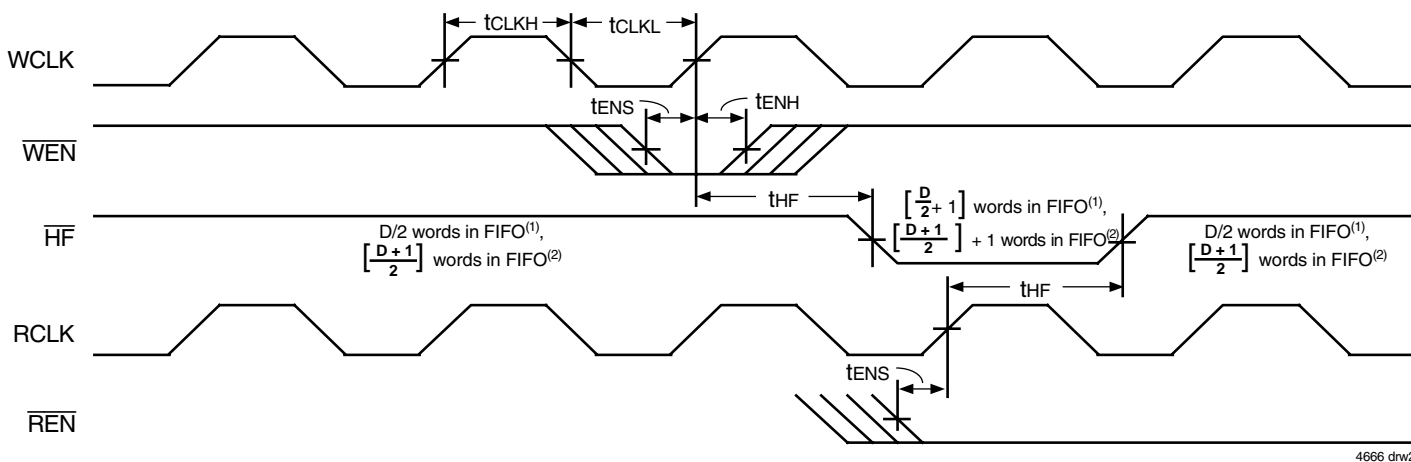 tCLKH
tCLKL
WCLK
tENS
tENH
WEN
tHF
[D/2 + 1] words in FIFO(1),
[D + 1/2] + 1 words in FIFO(2)
HF
D/2 words in FIFO(1),
[D + 1/2] words in FIFO(2)
D/2 words in FIFO(1),
[D + 1/2] words in FIFO(2)
tHF
RCLK
tENS
REN